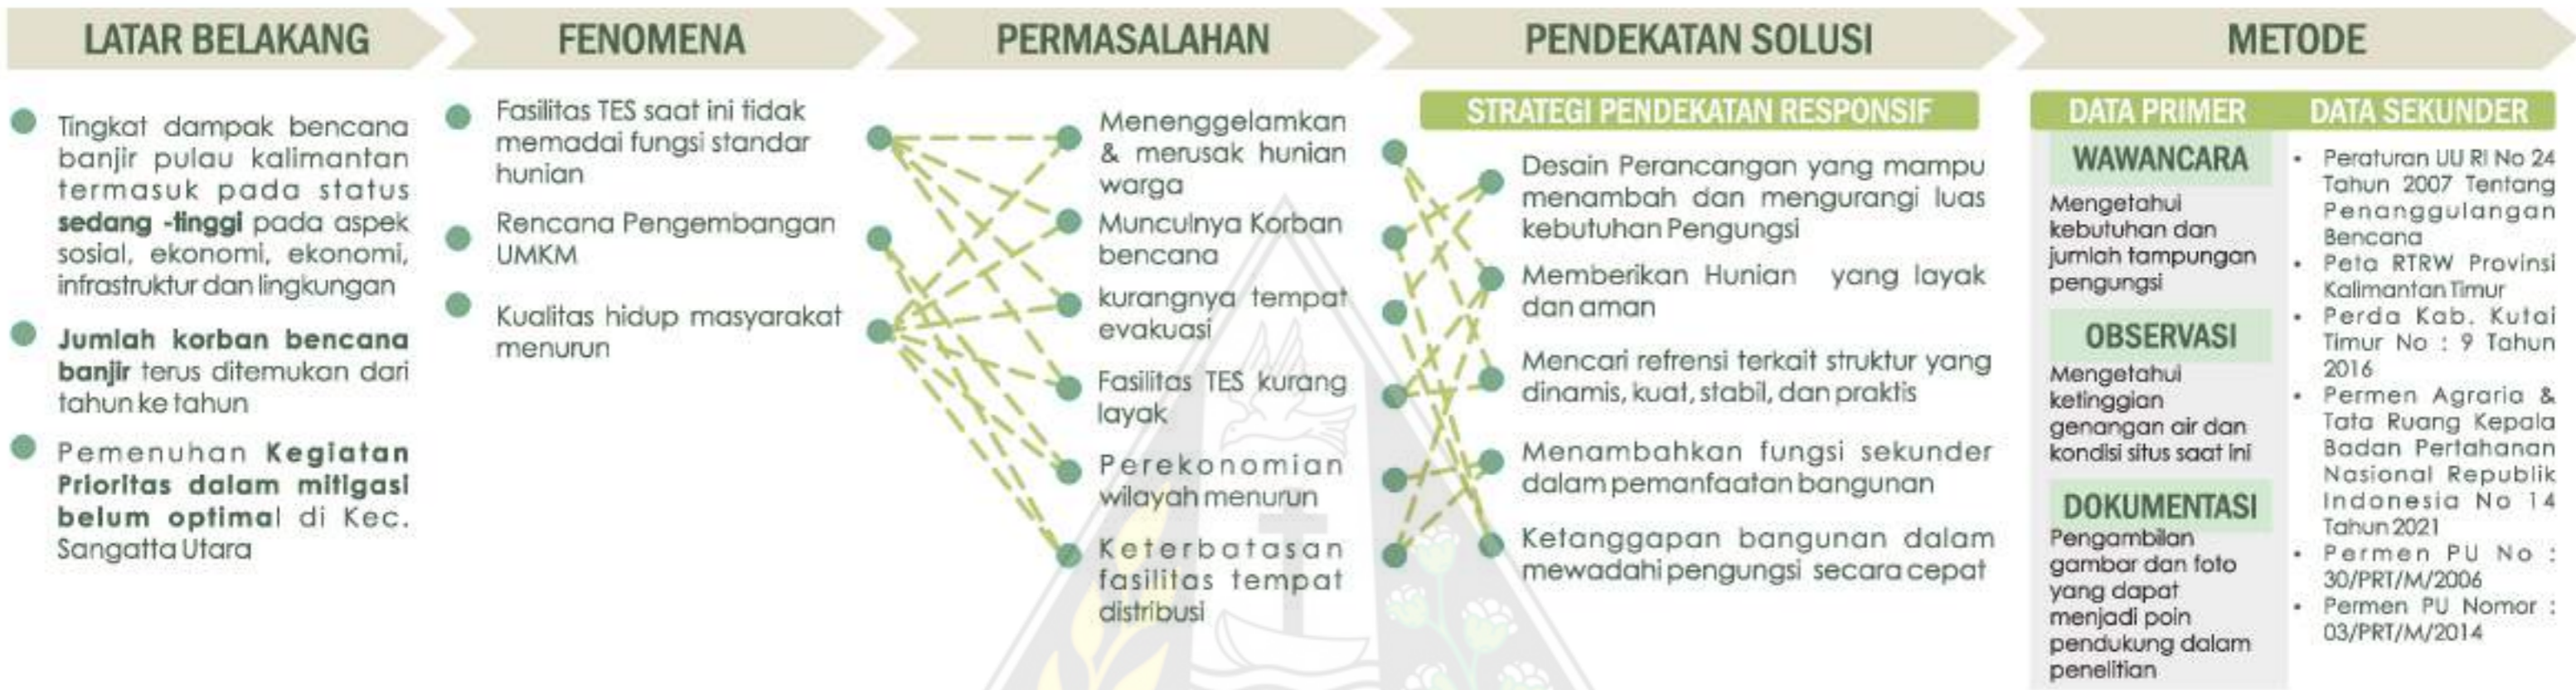 LATAR BELAKANG
Tingkat dampak bencana
banjir pulau kalimantan
termasuk pada status
sedang -tinggi pada aspek
sosial, ekonomi, ekonomi,
infrastruktur dan lingkungan
Jumlah korban bencana
banjir terus ditemukan dari
tahun ke tahun
Pemenuhan Kegiatan
Prioritas dalam mitigasi
belum optimal di Kec.
Sangatta Utara
FENOMENA
Fasilitas TES saat ini tidak
memadai fungsi standar
hunian
Rencana Pengembangan
UMKM
Kualitas hidup masyarakat
menurun
PERMASALAHAN
Menenggelamkan
& merusak hunian
warga
Munculnya Korban
bencana
kurangnya tempat
evakuasi
Fasilitas TES kurang
layak
Perekonomian
wilayah menurun
Keterbatasan
fasilitas tempat
distribusi
PENDEKATAN SOLUSI
STRATEGI PENDEKATAN RESPONSIF
Desain Perancangan yang mampu
menambah dan mengurangi luas
kebutuhan Pengungsi
Memberikan Hunian yang layak
dan aman
Mencari refrensi terkait struktur yang
dinamis, kuat, stabil, dan praktis
Menambahkan fungsi sekunder
dalam pemanfaatan bangunan
Ketanggapan bangunan dalam
mewadahi pengungsi secara cepat
METODE
DATA PRIMER
WAWANCARA
Mengetahui
kebutuhan dan
jumlah tampungan
pengungsi
OBSERVASI
Mengetahui
ketinggian
genangan air dan
kondisi situs saat ini
DOKUMENTASI
Pengambilan
gambar dan foto
yang dapat
menjadi poin
pendukung dalam
penelitian
DATA SEKUNDER
• Peraturan UU RI No 24
Tahun 2007 Tentang
Penanggulangan
Bencana
• Peta RTRW Provinsi
Kalimantan Timur
• Perda Kab. Kutai
Timur No : 9 Tahun
2016
• Permen Agraria &
Tata Ruang Kepala
Badan Pertahanan
Nasional Republik
Indonesia No 14
Tahun 2021
• Permen PU No :
30/PRT/M/2006
• Permen PU Nomor :
03/PRT/M/2014